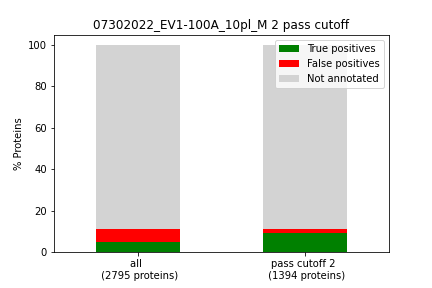 07302022_EV1-100A_10pl_M 2 pass cutoff
True positives
False positives
Not annotated
% Proteins
100
80
60
40
20
0
all
(2795 proteins)
pass cutoff 2
(1394 proteins)